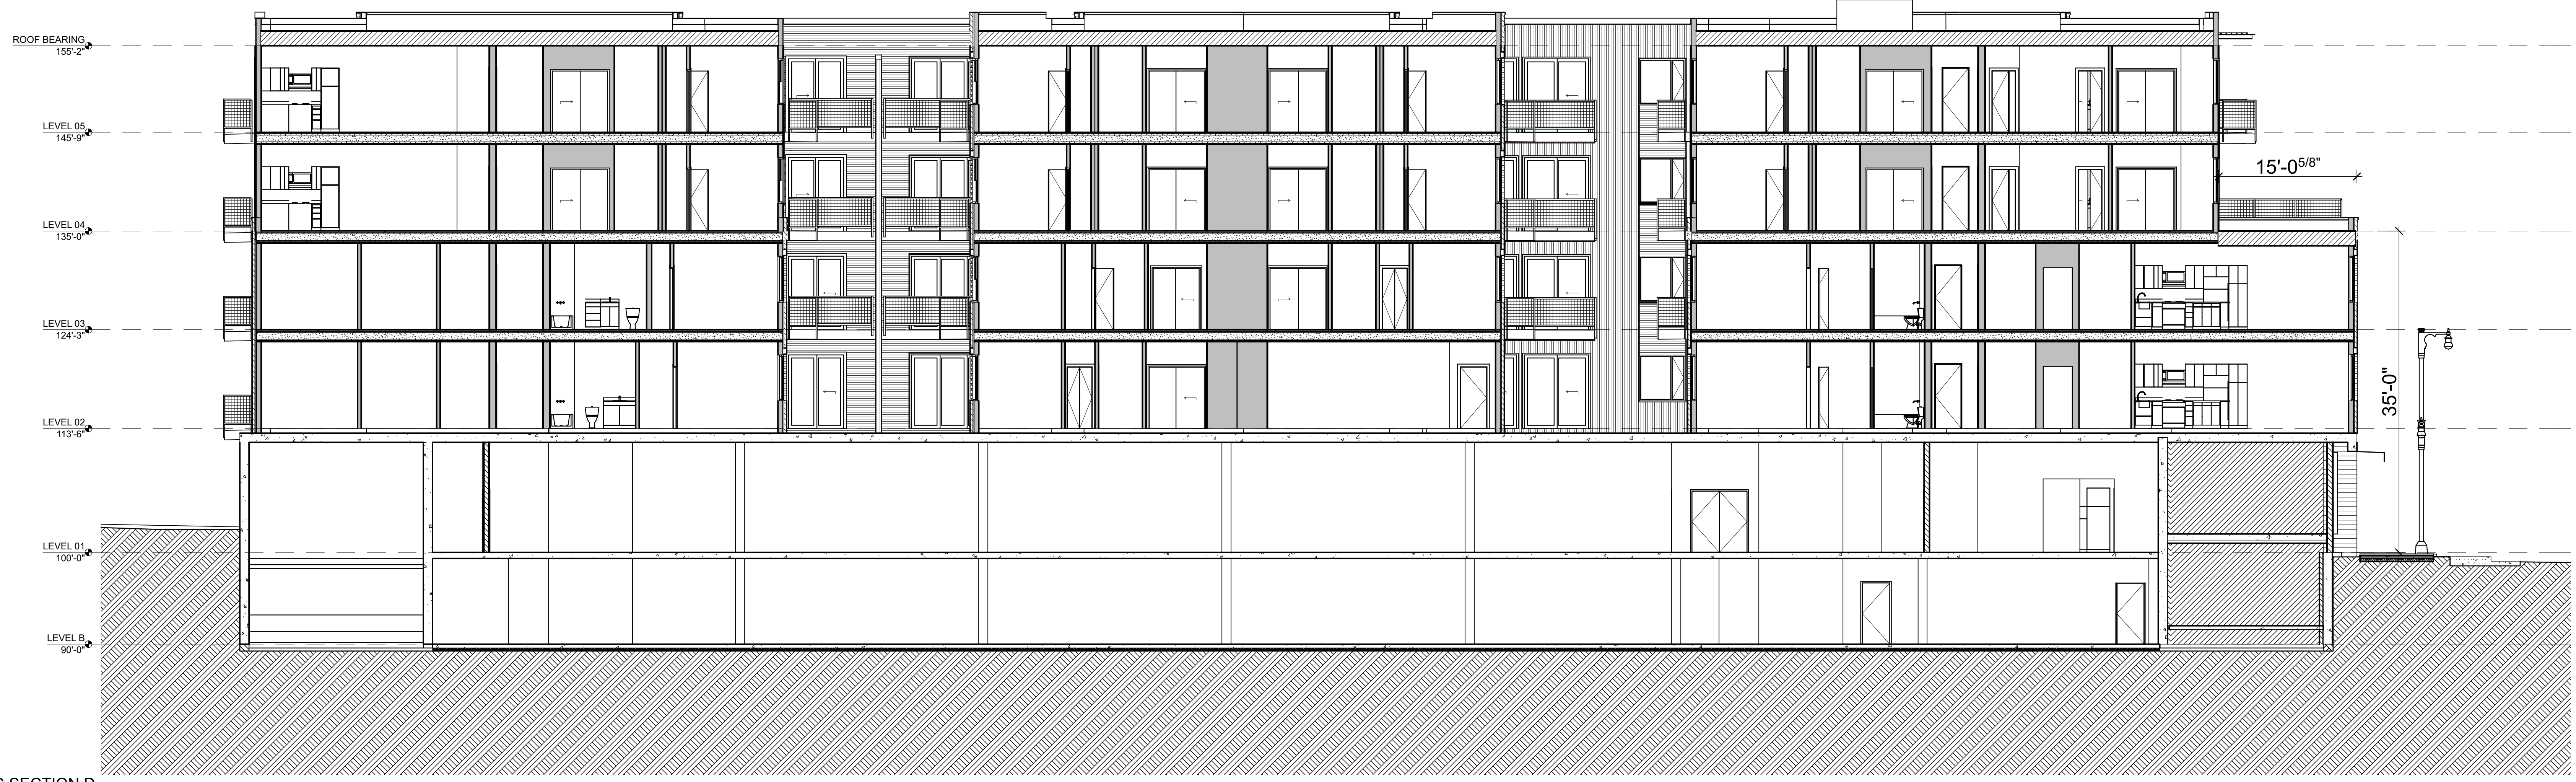 ROOF BEARING
155'-2"
LEVEL 05
145'-9"
15'-0 5/8"
LEVEL 04
135'-0"
LEVEL 03
124'-3"
35'-0"
LEVEL 02
113'-6"
LEVEL 01
100'-0"
LEVEL B
90'-0"
SECTION D